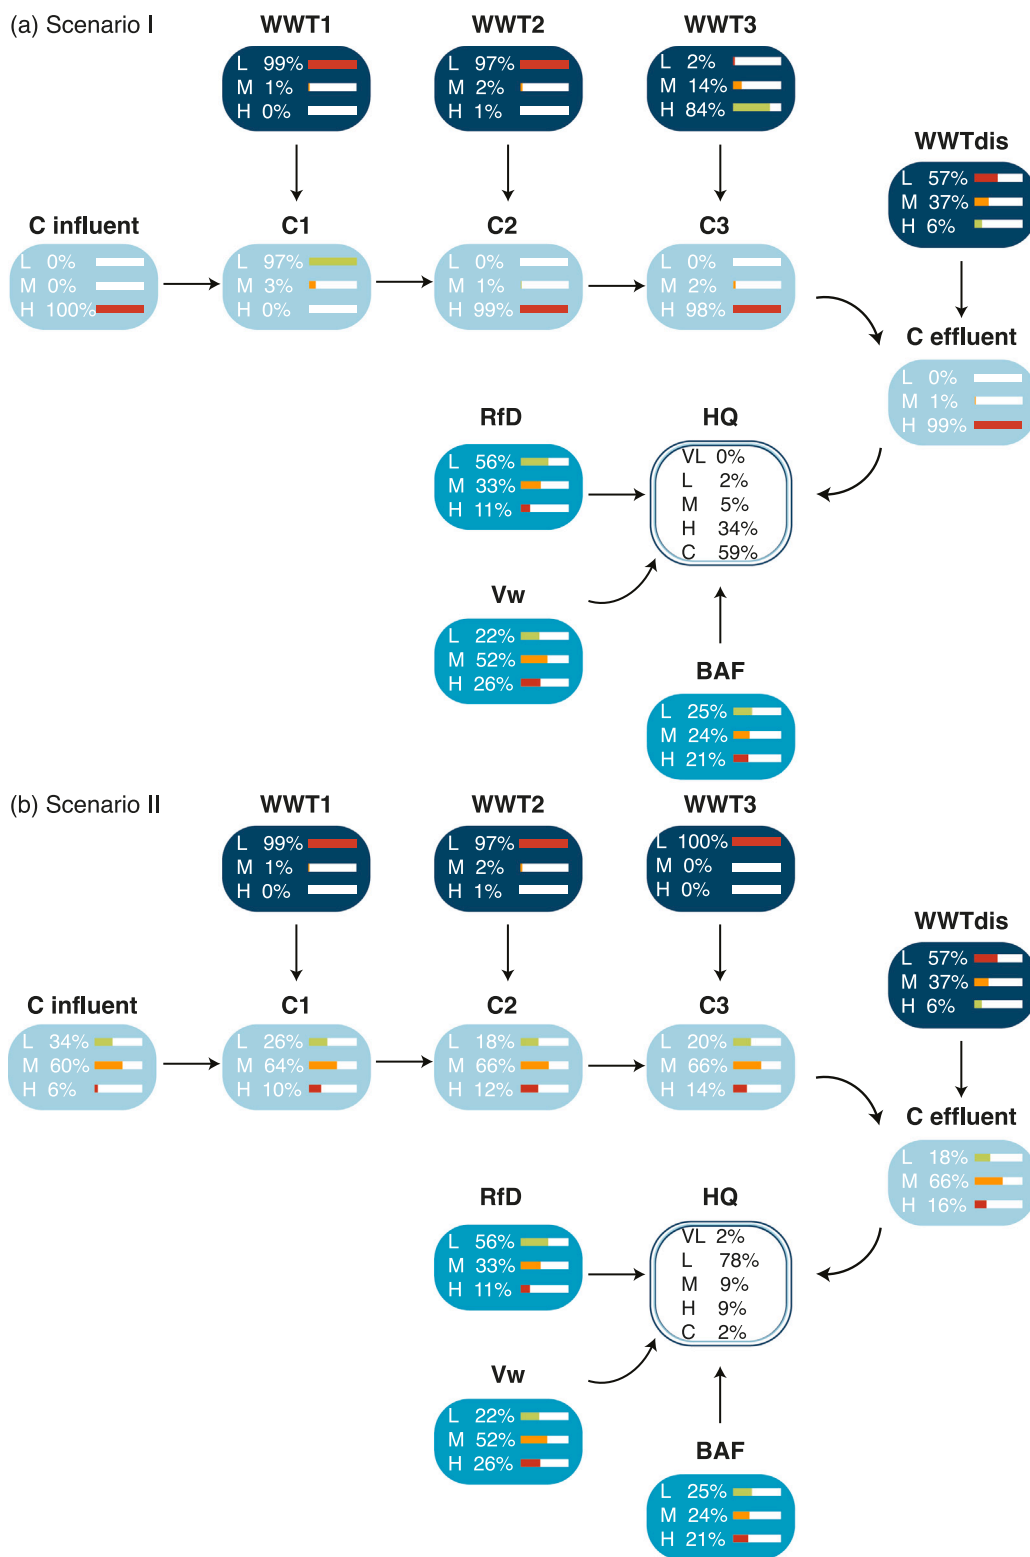 (a) Scenario I
WWT1
L 99%
M 1%
H 0%
WWT2
L 97%
M 2%
H 1%
WWT3
L 2%
M 14%
H 84%
WWTdis
L 57%
M 37%
H 6%
C influent
L 0%
M 0%
H 100%
C1
L 97%
M 3%
H 0%
C2
L 0%
M 1%
H 99%
C3
L 0%
M 2%
H 98%
C effluent
L 0%
M 1%
H 99%
RfD
L 56%
M 33%
H 11%
HQ
VL 0%
L 2%
M 5%
H 34%
C 59%
Vw
L 22%
M 52%
H 26%
BAF
L 25%
M 24%
H 21%
(b) Scenario II
WWT1
L 99%
M 1%
H 0%
WWT2
L 97%
M 2%
H 1%
WWT3
L 100%
M 0%
H 0%
WWTdis
L 57%
M 37%
H 6%
C influent
L 34%
M 60%
H 6%
C1
L 26%
M 64%
H 10%
C2
L 18%
M 66%
H 12%
C3
L 20%
M 66%
H 14%
C effluent
L 18%
M 66%
H 16%
RfD
L 56%
M 33%
H 11%
HQ
VL 2%
L 78%
M 9%
H 9%
C 2%
Vw
L 22%
M 52%
H 26%
BAF
L 25%
M 24%
H 21%